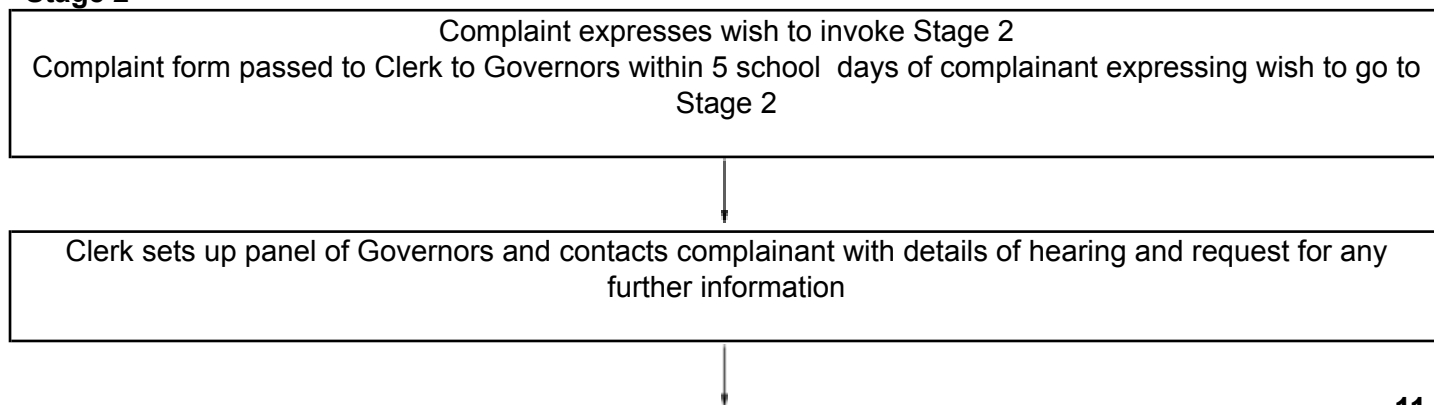 Stage 2
Complaint expresses wish to invoke Stage 2
Complaint form passed to Clerk to Governors within 5 school  days of complainant expressing wish to go to
Stage 2
Clerk sets up panel of Governors and contacts complainant with details of hearing and request for any
further information
11